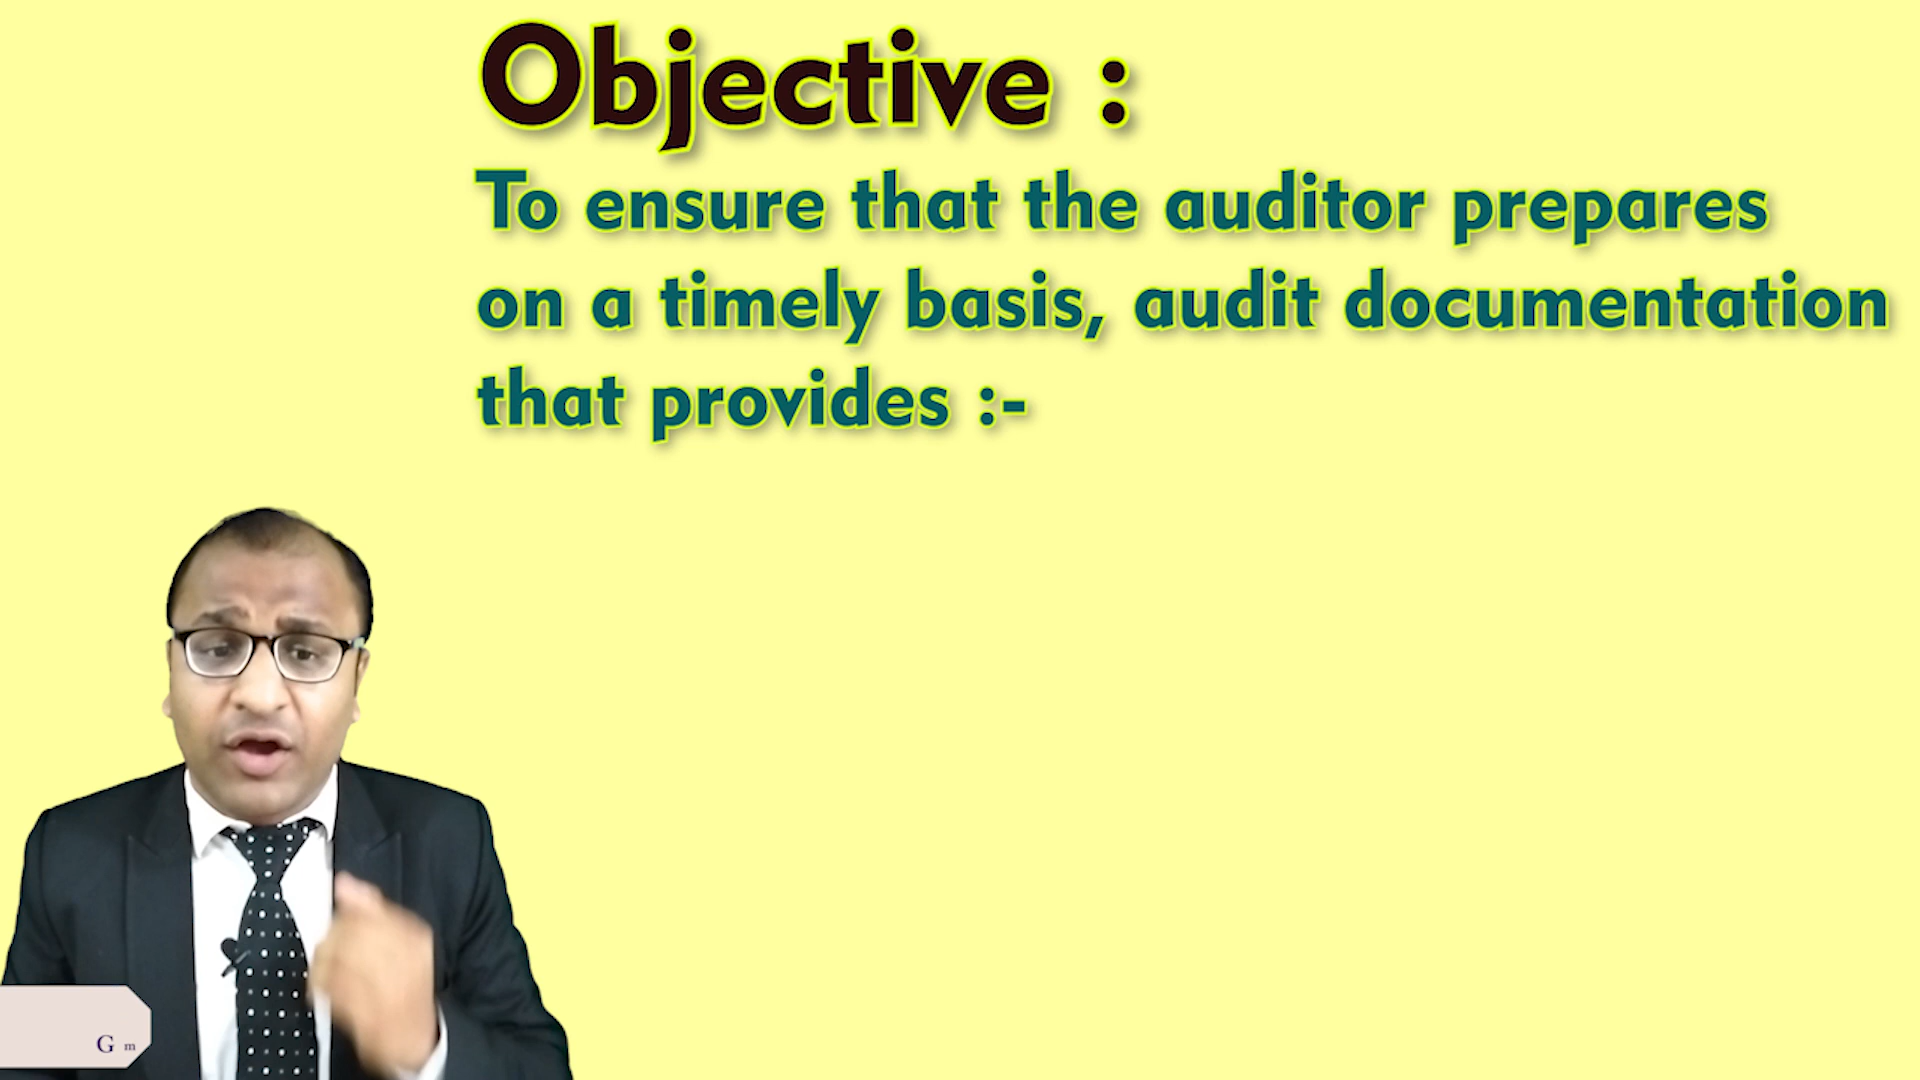 Objective :
To ensure that the auditor prepares
on a timely basis, audit documentation
that provides :-
G m